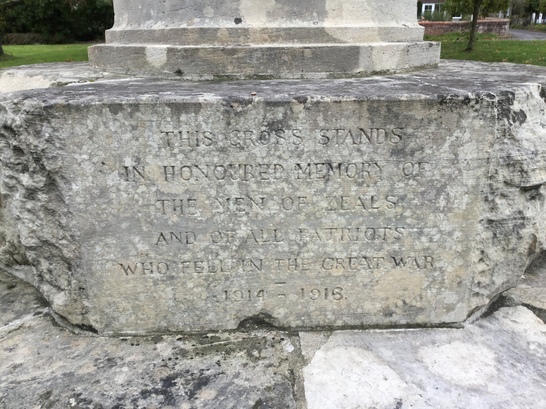 THIS CROSS STANDS
IN HONOURED MEMORY OF
THE MEN OF ZEALS
AND OF ALL PATRIOTS
WHO FELL IN THE GREAT WAR
1914 - 1918.